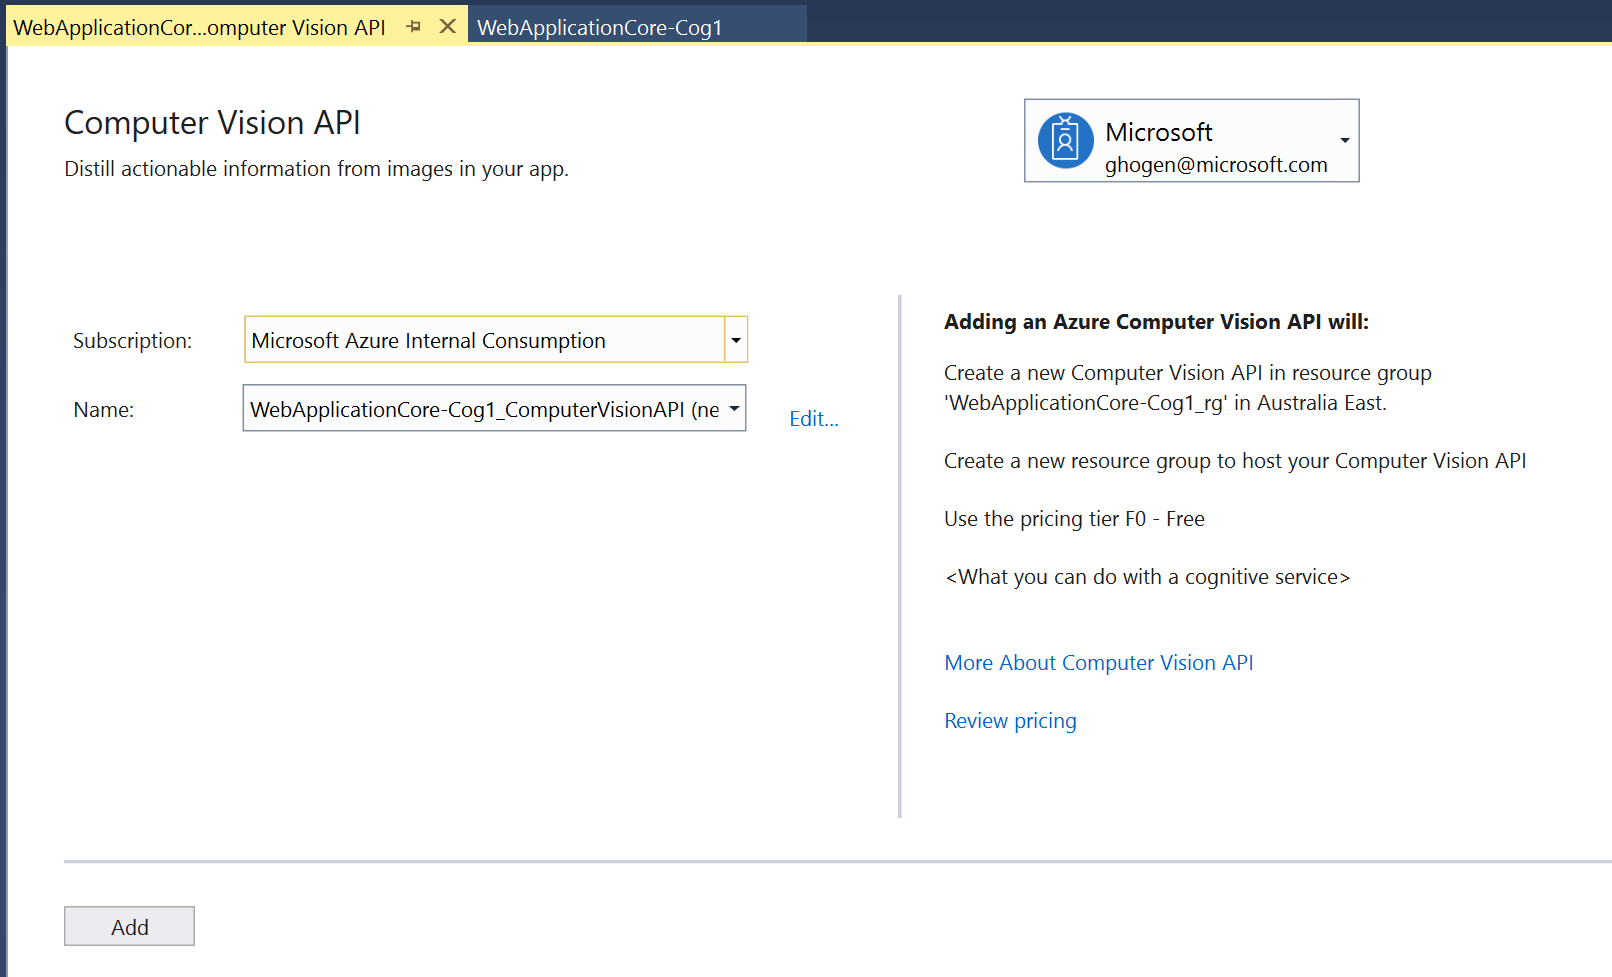 WebApplicationCor...omputer Vision API
WebApplicationCore-Cog1
Computer Vision API
Distill actionable information from images in your app.
Microsoft
ghogen@microsoft.com
Subscription:
Microsoft Azure Internal Consumption
Name:
WebApplicationCore-Cog1_ComputerVisionAPI (ne
Edit...
Adding an Azure Computer Vision API will:
Create a new Computer Vision API in resource group
'WebApplicationCore-Cog1_rg' in Australia East.
Create a new resource group to host your Computer Vision API
Use the pricing tier F0 - Free
<What you can do with a cognitive service>
More About Computer Vision API
Review pricing
Add